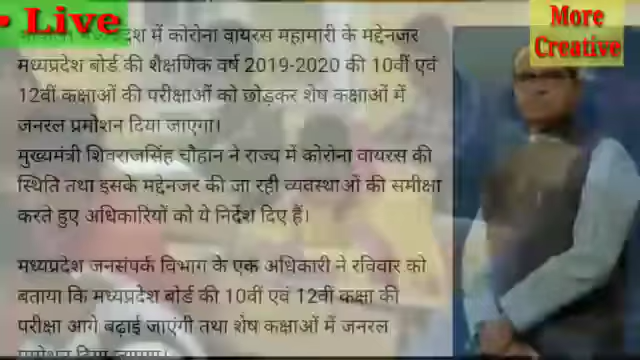 • Live
More
Creative
में कोरोना वायरस महामारी के मद्देनजर
मध्यप्रदेश बोर्ड की शैक्षणिक वर्ष 2019-2020 की 10वीं एवं
12वीं कक्षाओं की परीक्षाओं को छोड़कर शेष कक्षाओं में
जनरल प्रमोशन दिया जाएगा।
मुख्यमंत्री शिवराजसिंह चौहान ने राज्य में कोरोना वायरस की
स्थिति तथा इसके मद्देनजर की जा रही व्यवस्थाओं की समीक्षा
करते हुए अधिकारियों को ये निर्देश दिए हैं।
मध्यप्रदेश जनसंपर्क विभाग के एक अधिकारी ने रविवार को
बताया कि मध्यप्रदेश बोर्ड की 10वीं एवं 12वीं कक्षा की
परीक्षा आगे बढ़ाई जाएंगी तथा शेष कक्षाओं में जनरल